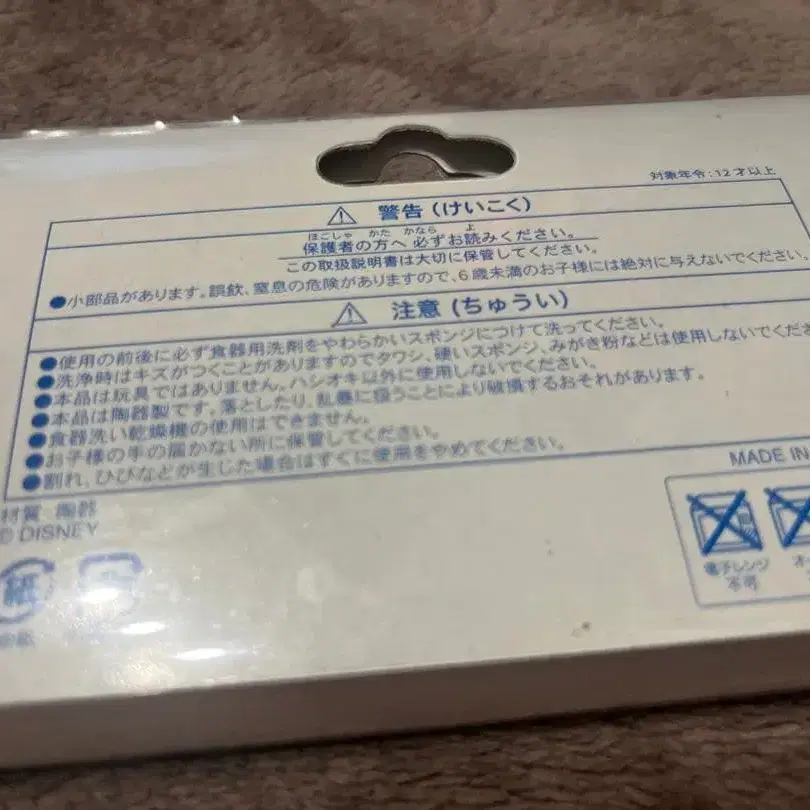 対象年令:12才以上
警告(けいこく)
ほごしゃ かた かなら よ
保護者の方へ 必ずお読みください。
この取扱説明書は大切に保管してください。
●小部品があります。誤飲、窒息の危険がありますので、6歳未満のお子様には絶対に与えないでください。
注意(ちゅうい)
●使用の前後に必ず食器用洗剤をやわらかいスポンジにつけて洗ってください。
●洗浄時はキズがつくことがありますのでタワシ、硬いスポンジ、みがき粉などは使用しないでくださ
●本品は玩具ではありません。ハシオキ以外に使用しないでください。
●本品は陶器製です。落としたり、乱暴に扱うことにより破損するおそれがあります。
●食器洗い乾燥機の使用はできません。
●お子様の手の届かない所に保管してください。
●割れ、ひびなどが生じた場合はすぐに使用をやめてください。
材質 陶器
© DISNEY
MADE IN
紙
電子レンジ
不可
オー